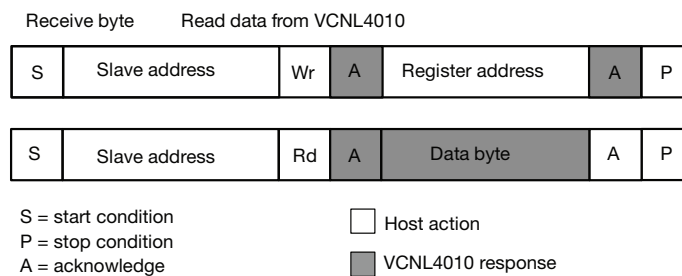 Receive byte Read data from VCNL4010
S Slave address Wr A Register address A P
S Slave address Rd A Data byte A P
S = start condition
P = stop condition
A = acknowledge
Host action
VCNL4010 response